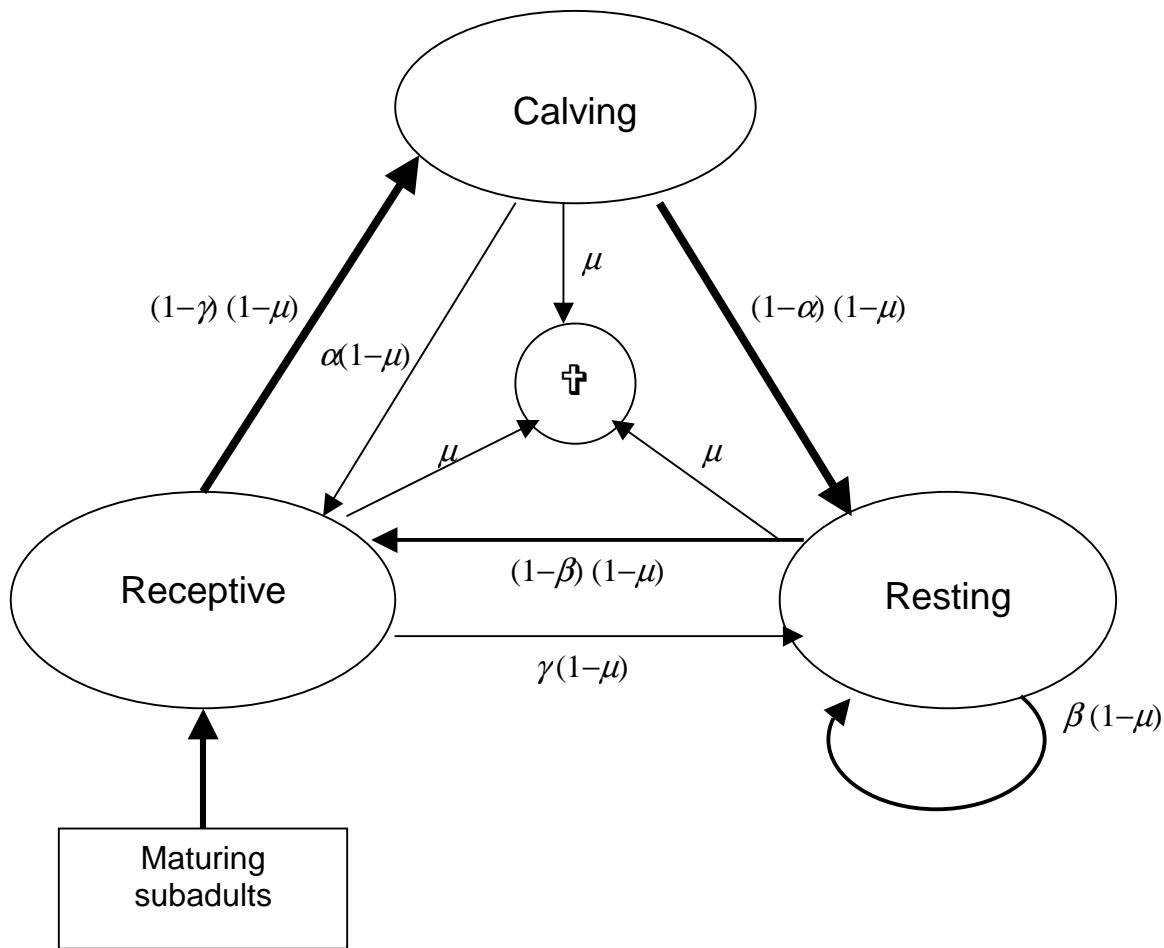 Calving
μ
(1−γ) (1−μ)
(1−α) (1−μ)
α(1−μ)
✞
μ
μ
(1−β) (1−μ)
Receptive
Resting
γ (1−μ)
β (1−μ)
Maturing
subadults